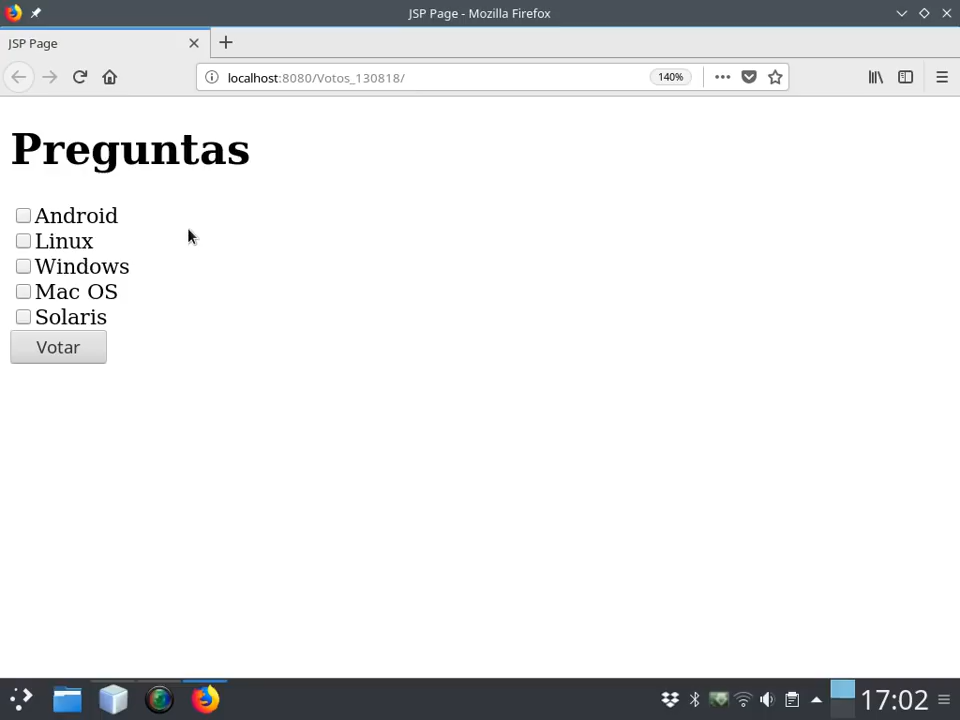 JSP Page - Mozilla Firefox
JSP Page
localhost:8080/Votos_130818/
140%
Preguntas
Android
Linux
Windows
Mac OS
Solaris
Votar
17:02